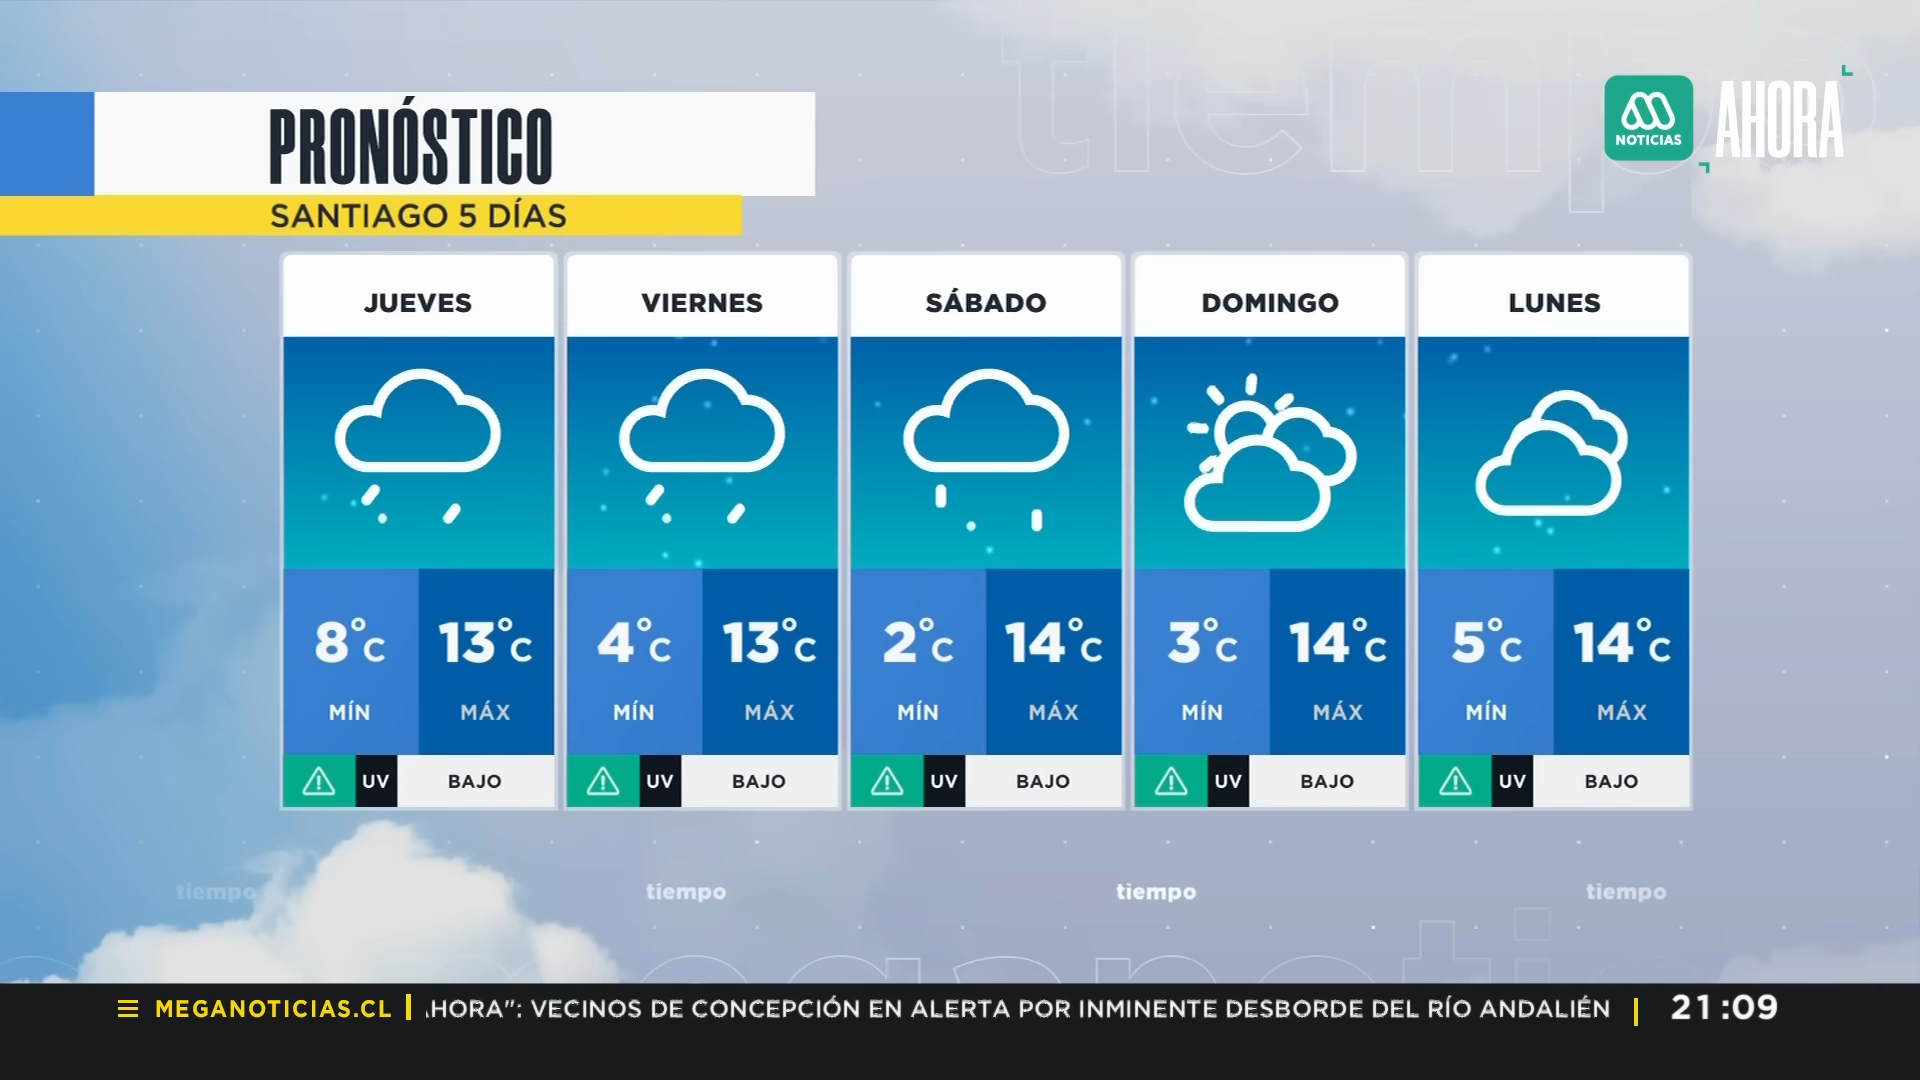 tiempo
PRONÓSTICO
NOTICIAS
AHORA
SANTIAGO 5 DÍAS
JUEVES
VIERNES
SÁBADO
DOMINGO
LUNES
8°C
13°C
4°C
13°C
2°C
14°C
3°C
14°C
5°C
14°C
MÍN
MÁX
MÍN
MÁX
MÍN
MÁX
MÍN
MÁX
MÍN
MÁX
UV BAJO
UV BAJO
UV BAJO
UV BAJO
UV BAJO
tiempo
tiempo
tiempo
tiempo
MEGANOTICIAS.CL
AHORA": VECINOS DE CONCEPCIÓN EN ALERTA POR INMINENTE DESBORDE DEL RÍO ANDALIÉN
21:09